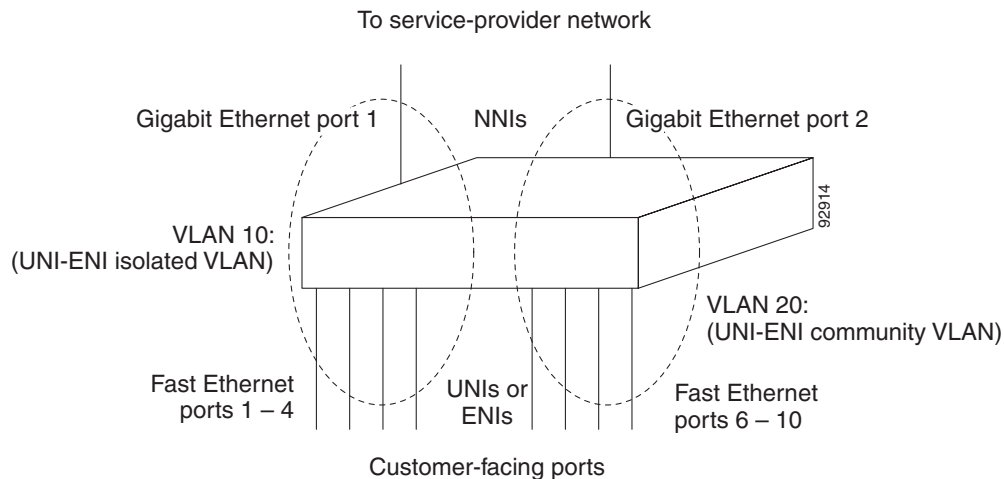 To service-provider network
Gigabit Ethernet port 1
NNIs
Gigabit Ethernet port 2
92914
VLAN 10:
(UNI-ENI isolated VLAN)
VLAN 20:
(UNI-ENI community VLAN)
Fast Ethernet
ports 1 – 4
UNIs or
ENIs
Fast Ethernet
ports 6 – 10
Customer-facing ports